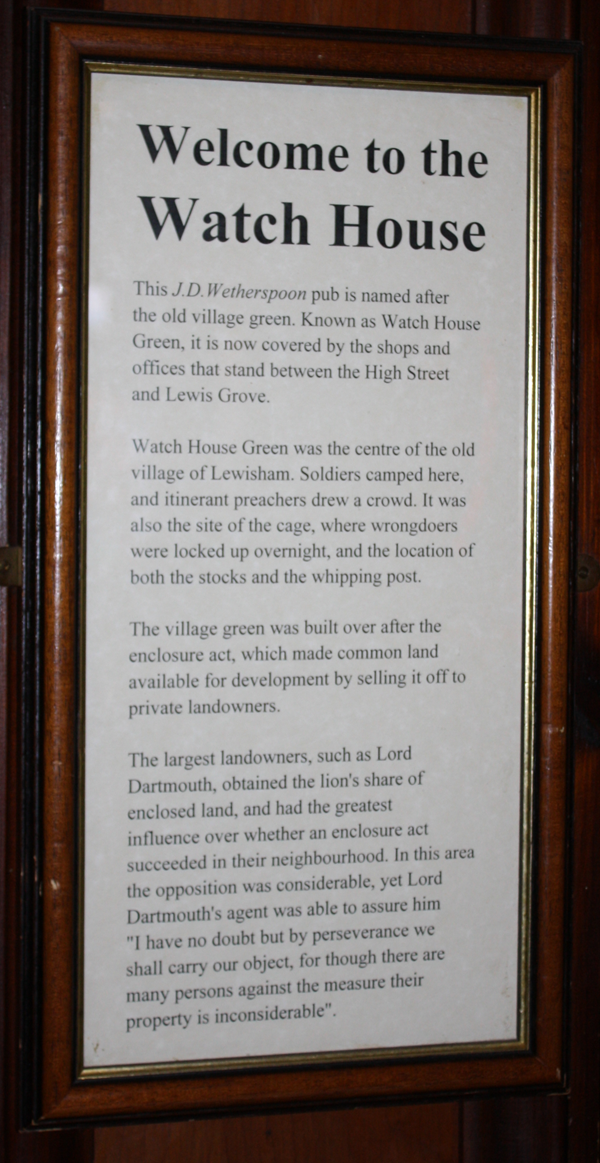 Welcome to the
Watch House
This J.D.Wetherspoon pub is named after
the old village green. Known as Watch House
Green, it is now covered by the shops and
offices that stand between the High Street
and Lewis Grove.
Watch House Green was the centre of the old
village of Lewisham. Soldiers camped here,
and itinerant preachers drew a crowd. It was
also the site of the cage, where wrongdoers
were locked up overnight, and the location of
both the stocks and the whipping post.
The village green was built over after the
enclosure act, which made common land
available for development by selling it off to
private landowners.
The largest landowners, such as Lord
Dartmouth, obtained the lion's share of
enclosed land, and had the greatest
influence over whether an enclosure act
succeeded in their neighbourhood. In this area
the opposition was considerable, yet Lord
Dartmouth's agent was able to assure him
"I have no doubt but by perseverance we
shall carry our object, for though there are
many persons against the measure their
property is inconsiderable".